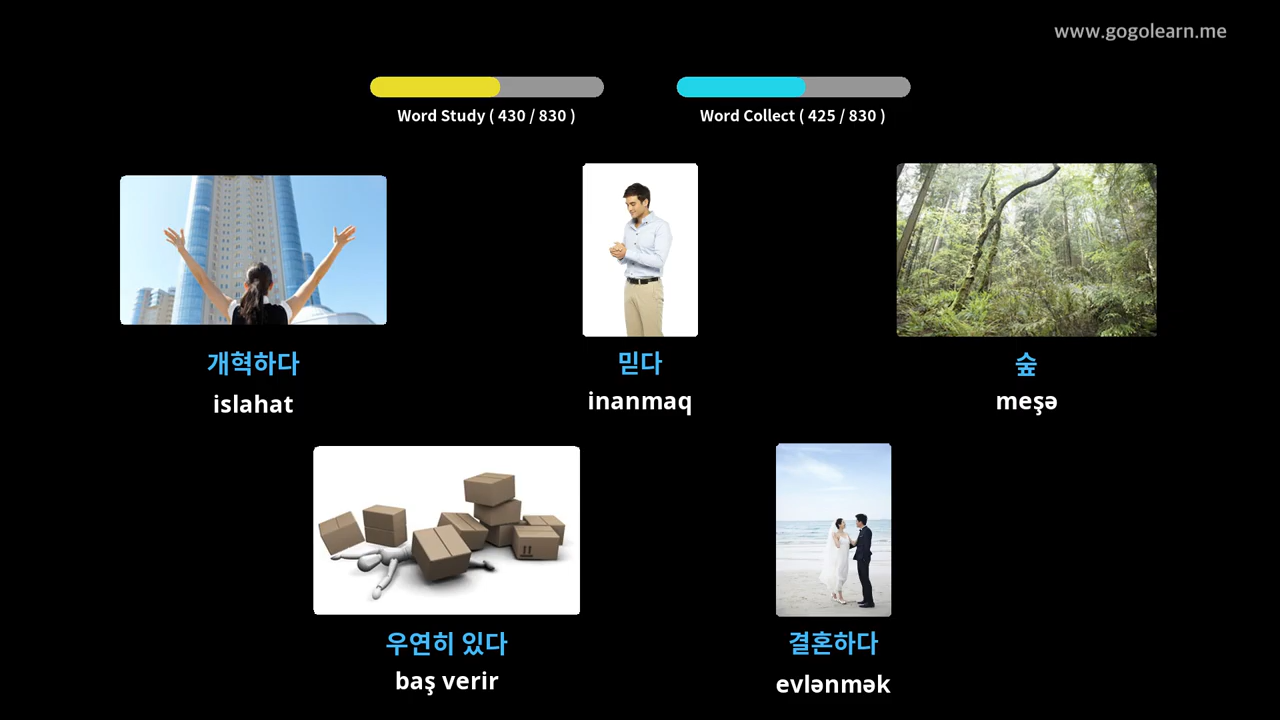 www.gogolearn.me
Word Study ( 430 / 830 )
Word Collect ( 425 / 830 )
개혁하다
islahat
믿다
inanmaq
숲
meşə
우연히 있다
baş verir
결혼하다
evlənmək